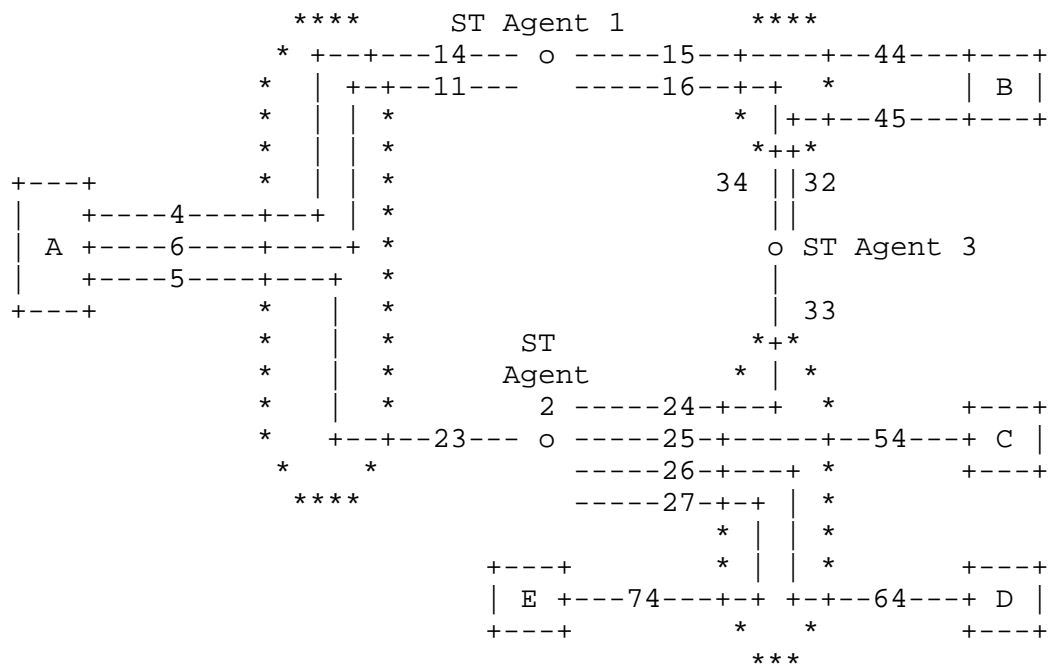 ****         ST Agent 1       ****
               *  +--+---14--- o -----15---+----+---44-----+---+
              *   | +-+---11---   -----16---+-+  *         | B |
              *   | | *                   * |+-+---45---+---+
              *   | | *                    *++*
+---+         *   | | *                 34 ||32
|   +----4----+--+ | *                     ||
| A +----6----+-----+ *                    o ST Agent 3
|   +----5----+---+   *                    |
+---+         *   |   *                    | 33
              *   |   *       ST          *+*
              *   |   *     Agent        * | *
              *   |   *       2 -----24-+--+  *       +---+
              *   +--+---23--- o -----25-+-----+---54---+ C |
               *    *           -----26-+---+ *       +---+
                ****            -----27-+-+ | *
                                        * | | *
                           +---+        * | | *       +---+
                           | E +---74---+-+ +-+---64---+ D |
                           +---+         *   *        +---+
                                          ***